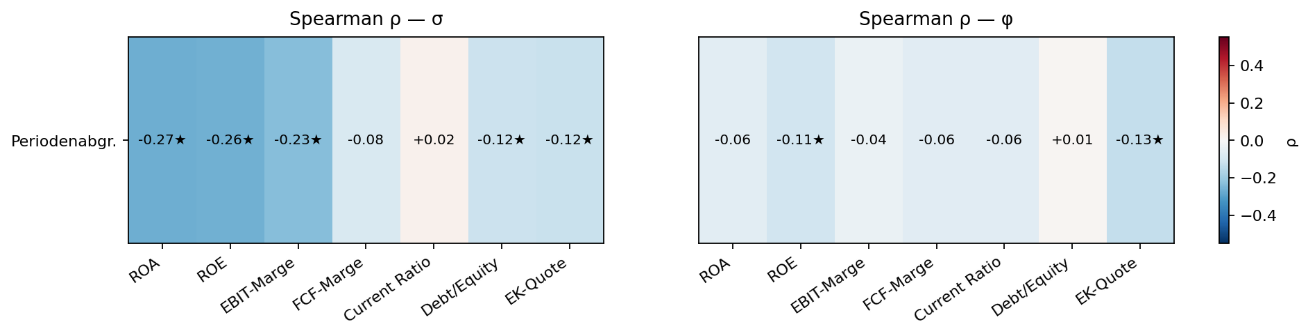 Spearman ρ — σ
Spearman ρ — φ
Periodenabgr.
-0.27★ -0.26★ -0.23★ -0.08 +0.02 -0.12★ -0.12★
-0.06 -0.11★ -0.04 -0.06 -0.06 +0.01 -0.13★
ROA ROE EBIT-Marge FCF-Marge Current Ratio Debt/Equity EK-Quote
ROA ROE EBIT-Marge FCF-Marge Current Ratio Debt/Equity EK-Quote
0.4
0.2
0.0
−0.2
−0.4
ρ